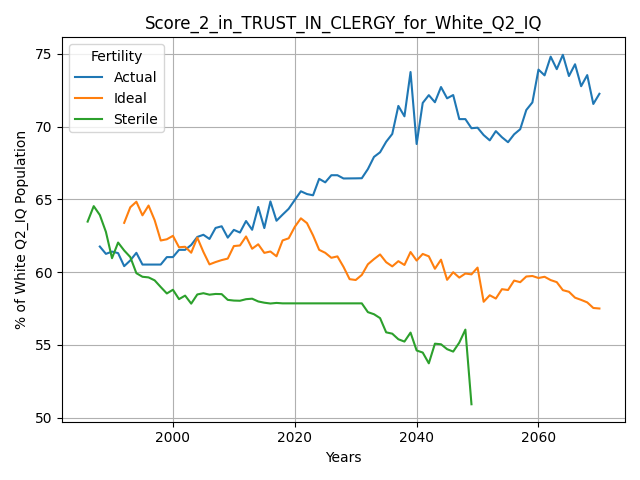 Score_2_in_TRUST_IN_CLERGY_for_White_Q2_IQ
Fertility
Actual
Ideal
Sterile
% of White Q2_IQ Population
75
70
65
60
55
50
2000
2020
2040
2060
Years